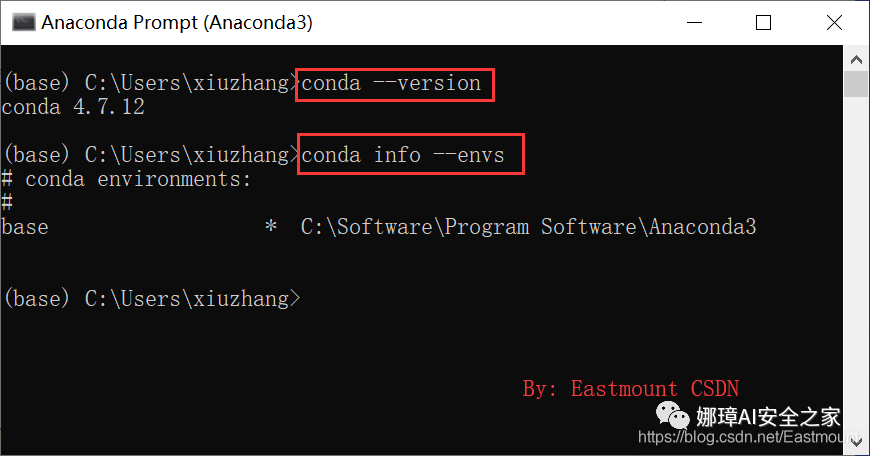 Anaconda Prompt (Anaconda3)
(base) C:\Users\xiuzhang>conda --version
conda 4.7.12
(base) C:\Users\xiuzhang>conda info --envs
# conda environments:
#
base * C:\Software\Program Software\Anaconda3
(base) C:\Users\xiuzhang>
By: Eastmount CSDN
娜璋AI安全之家
https://blog.csdn.net/Eastmount